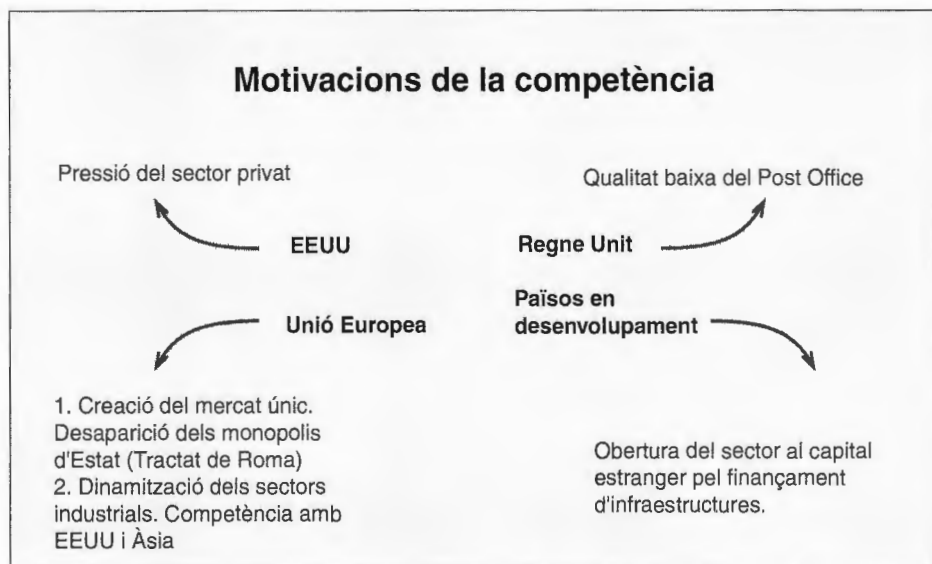 Motivacions de la competència
Pressió del sector privat
Qualitat baixa del Post Office
EEUU
Regne Unit
Unió Europea
Països en
desenvolupament
1. Creació del mercat únic.
Desaparició dels monopolis
d'Estat (Tractat de Roma)
2. Dinamització dels sectors
industrials. Competència amb
EEUU i Àsia
Obertura del sector al capital
estranger pel finançament
d'infraestructures.